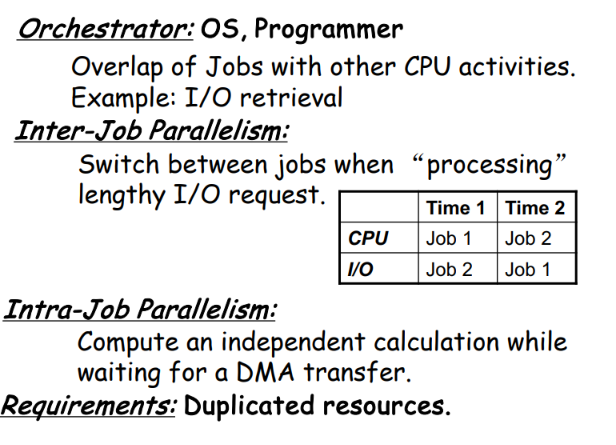 Orchestrator: OS, Programmer
Overlap of Jobs with other CPU activities.
Example: I/O retrieval
Inter-Job Parallelism:
Switch between jobs when “processing”
lengthy I/O request.
Time 1 Time 2
CPU Job 1 Job 2
I/O Job 2 Job 1
Intra-Job Parallelism:
Compute an independent calculation while
waiting for a DMA transfer.
Requirements: Duplicated resources.